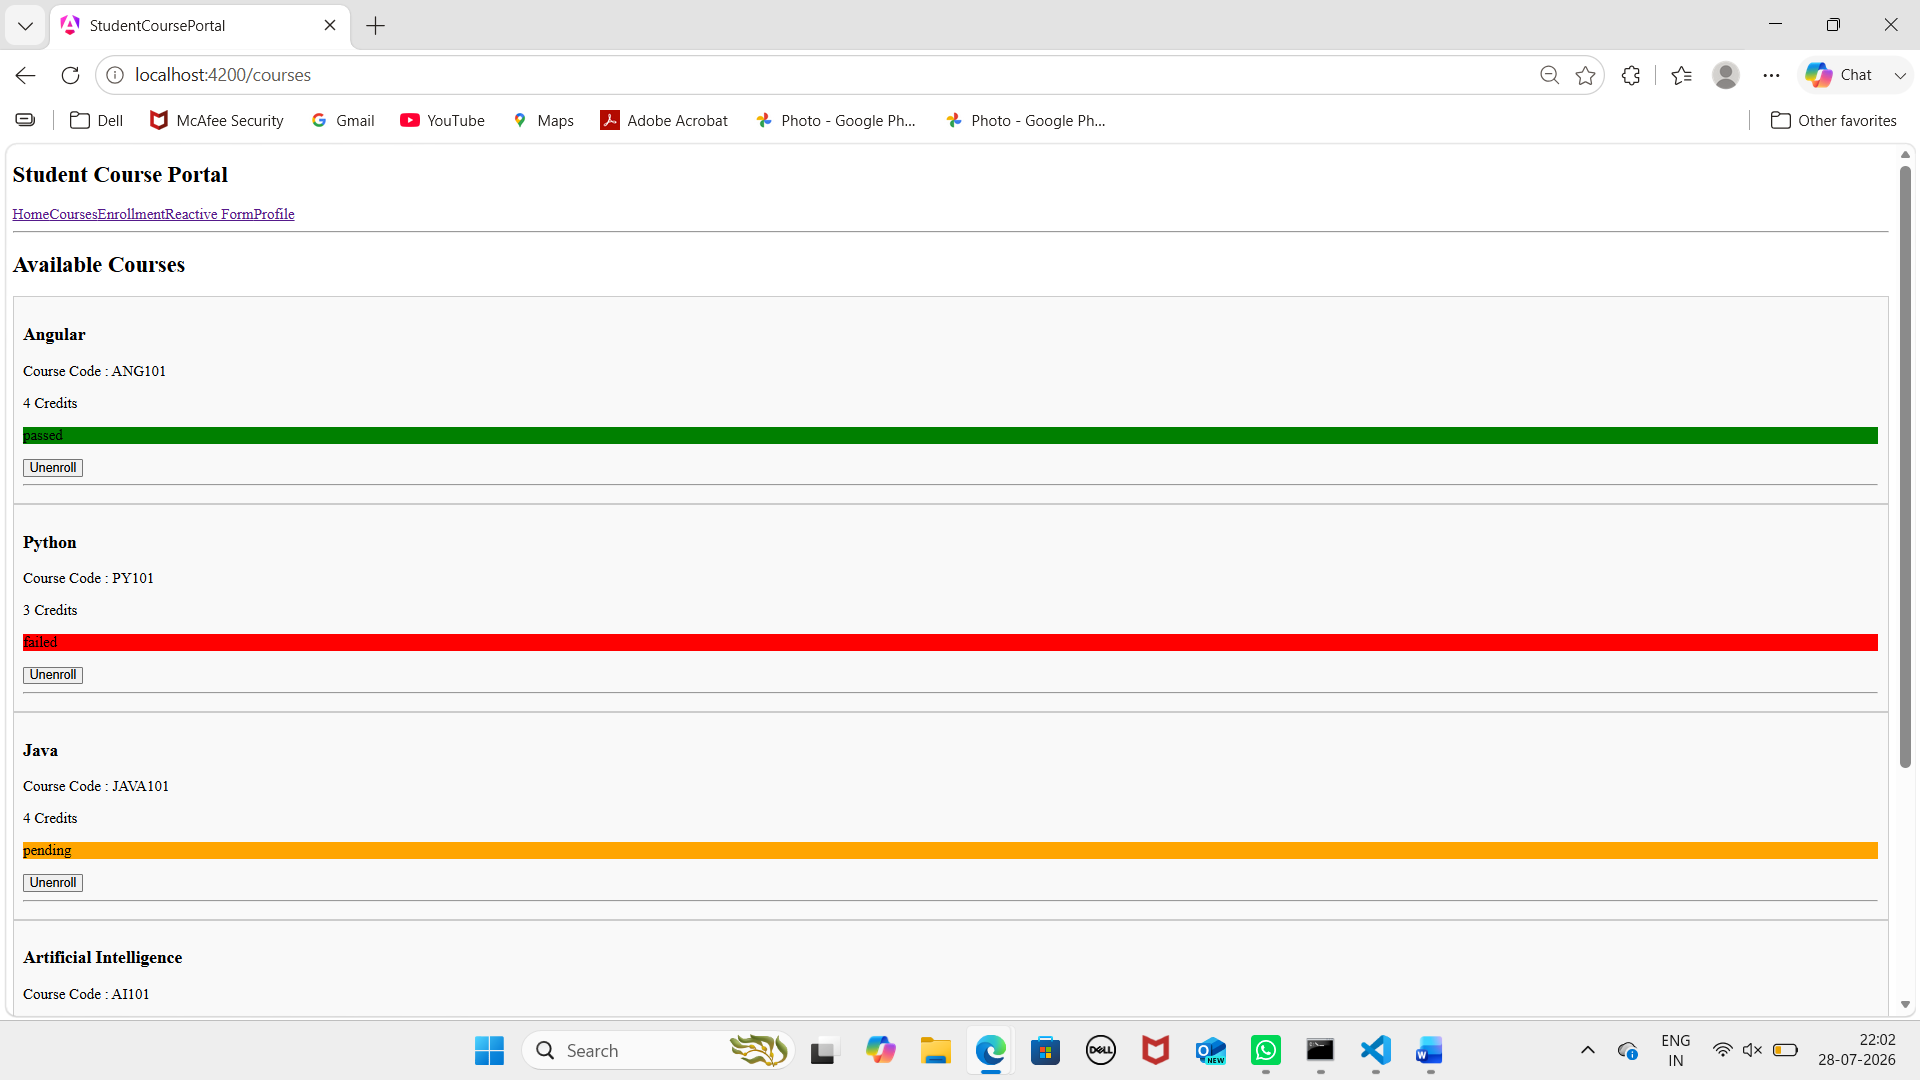 StudentCoursePortal
localhost:4200/courses
Chat
Dell
McAfee Security
Gmail
YouTube
Maps
Adobe Acrobat
Photo - Google Ph...
Photo - Google Ph...
Other favorites
Student Course Portal
HomeCoursesEnrollmentReactive FormProfile
Available Courses
Angular
Course Code : ANG101
4 Credits
passed
Unenroll
Python
Course Code : PY101
3 Credits
failed
Unenroll
Java
Course Code : JAVA101
4 Credits
pending
Unenroll
Artificial Intelligence
Course Code : AI101
Search
DELL
NEW
W
ENG
IN
22:02
28-07-2026